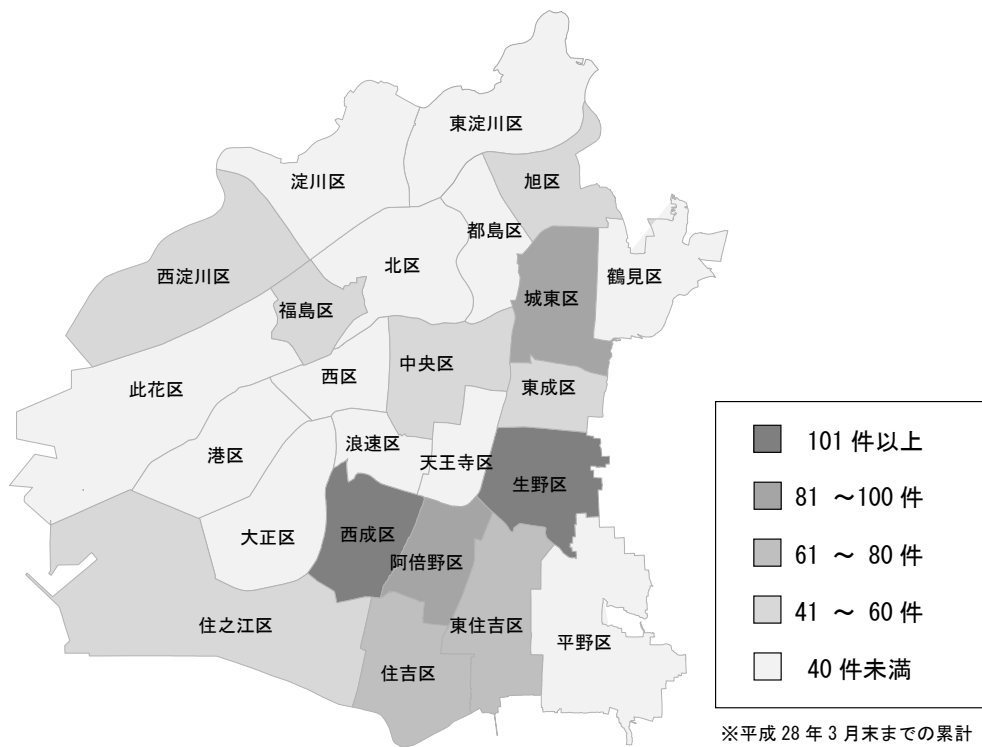 東淀川区
淀川区
旭区
都島区
北区
西淀川区
鶴見区
福島区
城東区
中央区
西区
東成区
此花区
浪速区
港区
天王寺区
生野区
西成区
大正区
阿倍野区
住之江区
東住吉区
平野区
住吉区
101 件以上
81 ～100 件
61 ～ 80 件
41 ～ 60 件
40 件未満
※平成 28 年 3 月末までの累計